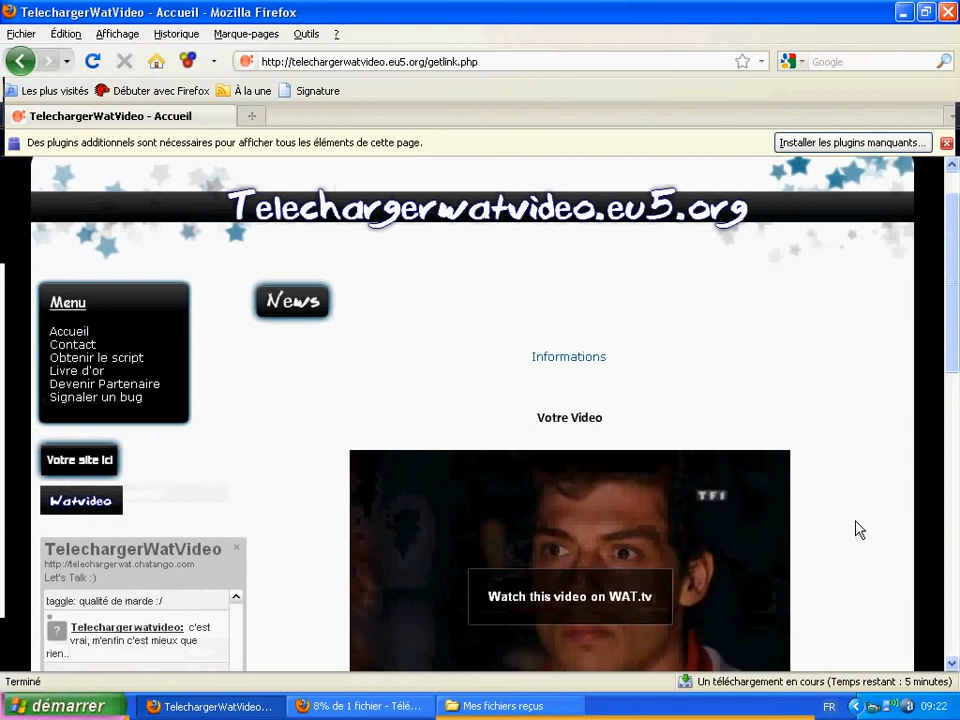 TelechargerWatVideo - Accueil - Mozilla Firefox
Fichier Édition Affichage Historique Marque-pages Outils ?
http://telechargerwatvideo.eu5.org/getlink.php
Google
Les plus visités Débuter avec Firefox À la une Signature
TelechargerWatVideo - Accueil
Des plugins additionnels sont nécessaires pour afficher tous les éléments de cette page.
Installer les plugins manquants...
Telechargerwatvideo.eu5.org
Menu
Accueil
Contact
Obtenir le script
Livre d'or
Devenir Partenaire
Signaler un bug
Votre site ici
Watvideo
TelechargerWatVideo
http://telechargerwat.chatango.com
Let's Talk :)
taggle: qualité de marde :/
Telechargerwatvideo: c'est
vrai, m'enfin c'est mieux que
rien..
News
Informations
Votre Video
TF1
Watch this video on WAT.tv
Terminé
Un téléchargement en cours (Temps restant : 5 minutes)
démarrer
TelechargerWatVideo...
8% de 1 fichier - Télé...
Mes fichiers reçus
FR
09:22